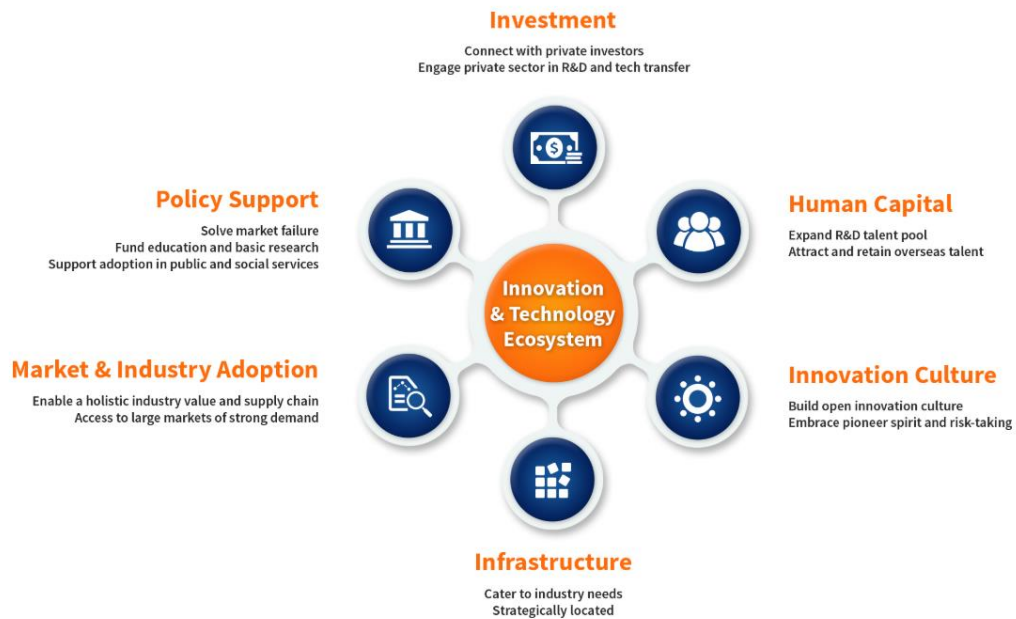 Investment
Connect with private investors
Engage private sector in R&D and tech transfer
Policy Support
Solve market failure
Fund education and basic research
Support adoption in public and social services
Human Capital
Expand R&D talent pool
Attract and retain overseas talent
Innovation
& Technology
Ecosystem
Market & Industry Adoption
Enable a holistic industry value and supply chain
Access to large markets of strong demand
Innovation Culture
Build open innovation culture
Embrace pioneer spirit and risk-taking
Infrastructure
Cater to industry needs
Strategically located